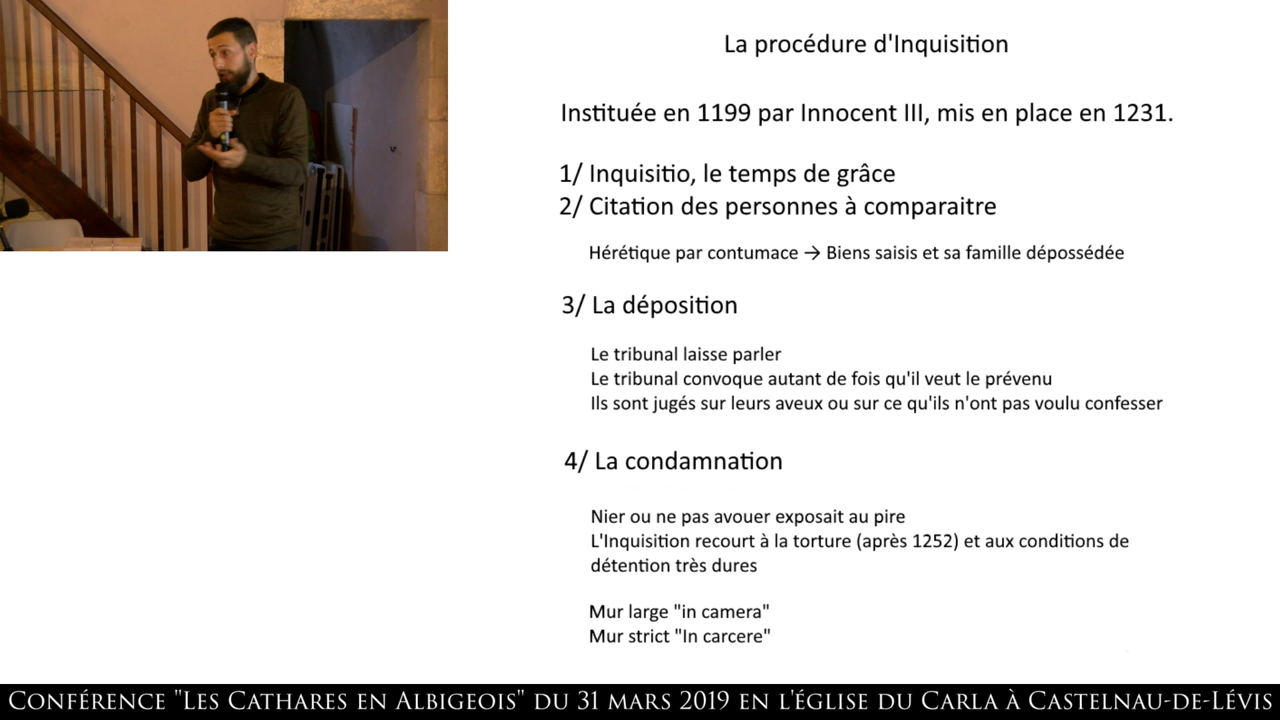 La procédure d'Inquisition
Instituée en 1199 par Innocent III, mis en place en 1231.
1/ Inquisitio, le temps de grâce
2/ Citation des personnes à comparaitre
Hérétique par contumace → Biens saisis et sa famille dépossédée
3/ La déposition
Le tribunal laisse parler
Le tribunal convoque autant de fois qu'il veut le prévenu
Ils sont jugés sur leurs aveux ou sur ce qu'ils n'ont pas voulu confesser
4/ La condamnation
Nier ou ne pas avouer exposait au pire
L'Inquisition recourt à la torture (après 1252) et aux conditions de
détention très dures
Mur large "in camera"
Mur strict "In carcere"
Conférence "Les Cathares en Albigeois" du 31 mars 2019 en l'église du Carla à Castelnau-de-Lévis